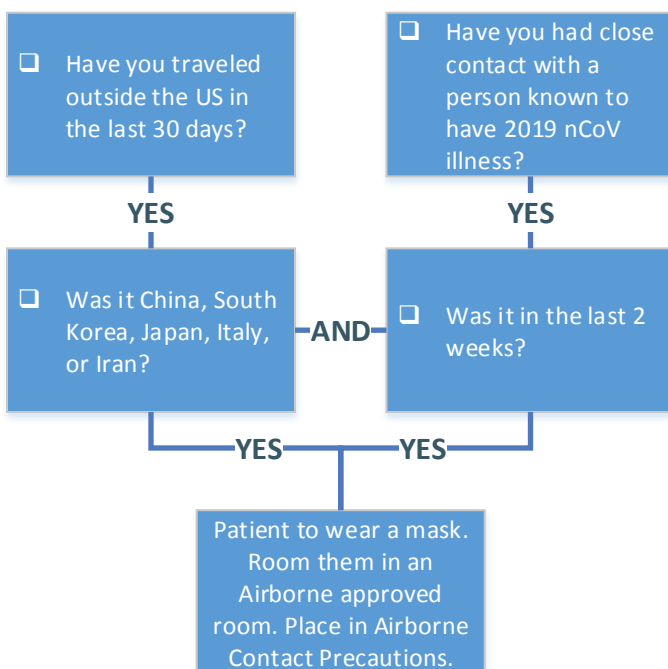 ❑ Have you traveled
outside the US in
the last 30 days?
❑ Have you had close
contact with a
person known to
have 2019 nCoV
illness?
YES
YES
❑ Was it China, South
Korea, Japan, Italy,
or Iran?
AND
❑ Was it in the last 2
weeks?
YES
YES
Patient to wear a mask.
Room them in an
Airborne approved
room. Place in Airborne
Contact Precautions.